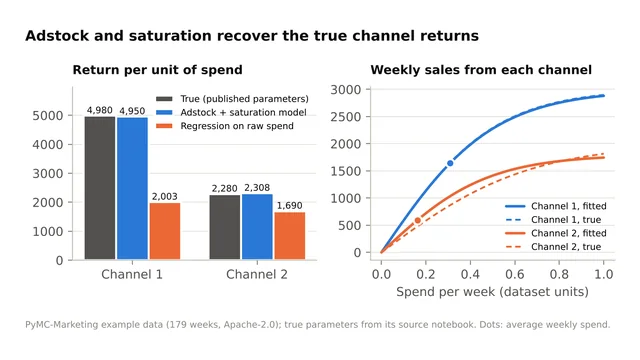 Adstock and saturation recover the true channel returns
Return per unit of spend
5000
4000
3000
2000
1000
0
4,980
4,950
2,003
2,280
2,308
1,690
True (published parameters)
Adstock + saturation model
Regression on raw spend
Channel 1
Channel 2
Weekly sales from each channel
3000
2500
2000
1500
1000
500
0
Channel 1, fitted
Channel 1, true
Channel 2, fitted
Channel 2, true
0.0
0.2
0.4
0.6
0.8
1.0
Spend per week (dataset units)
PyMC-Marketing example data (179 weeks, Apache-2.0); true parameters from its source notebook. Dots: average weekly spend.